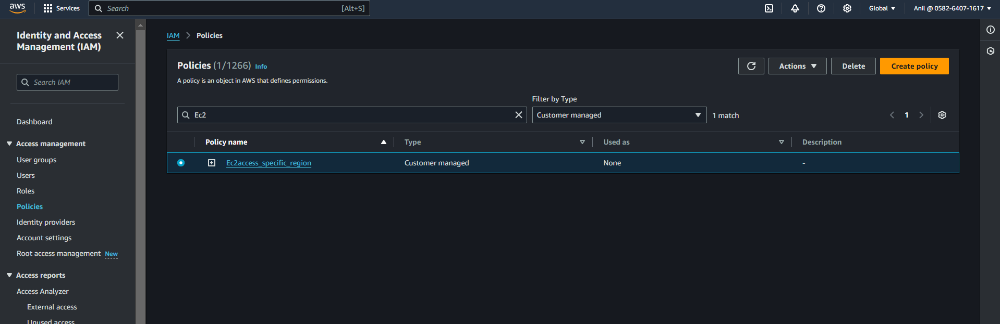 aws
Services
Search
[Alt+S]
Global
Anil @ 0582-6407-1617
Identity and Access
Management (IAM)
Search IAM
Dashboard
Access management
User groups
Users
Roles
Policies
Identity providers
Account settings
Root access management New
Access reports
Access Analyzer
External access
Unused access
IAM
Policies
Policies (1/1266) Info
A policy is an object in AWS that defines permissions.
Actions
Delete
Create policy
Filter by Type
Ec2
Customer managed
1 match
1
Policy name
Type
Used as
Description
Ec2access_specific_region
Customer managed
None
-